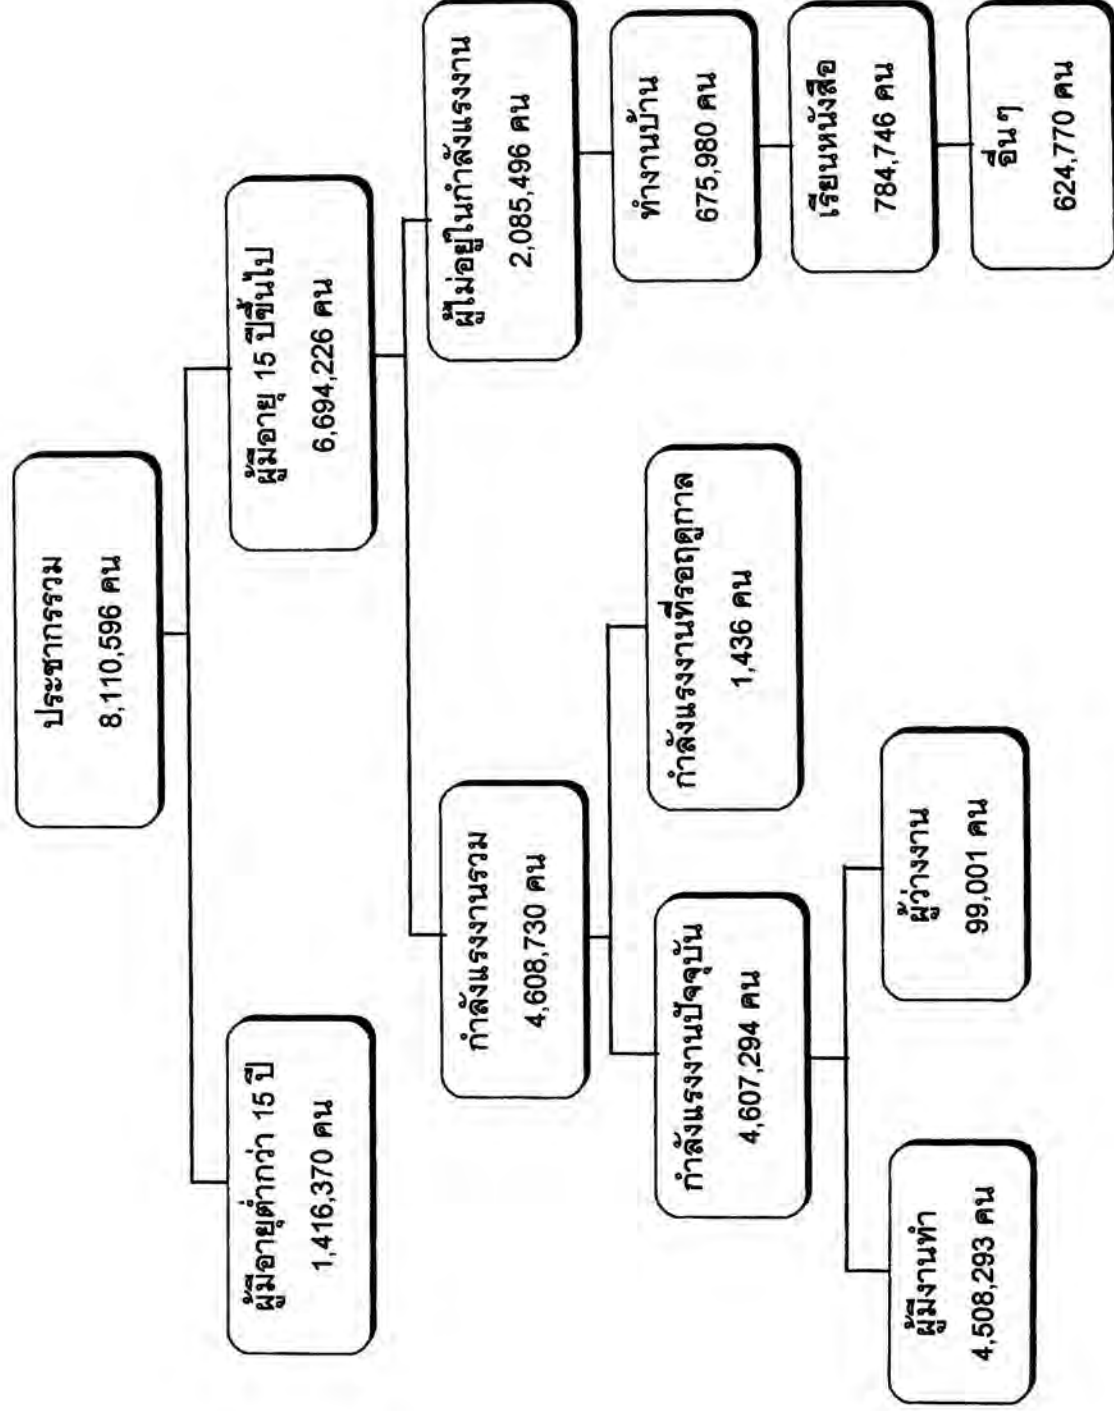 ประชากรรวม
8,110,596 คน
ผู้มีอายุต่ำกว่า 15 ปี
1,416,370 คน
ผู้มีอายุ 15 ปีขึ้นไป
6,694,226 คน
กำลังแรงงานรวม
4,608,730 คน
ผู้ไม่อยู่ในกำลังแรงงาน
2,085,496 คน
กำลังแรงงานปัจจุบัน
4,607,294 คน
กำลังแรงงานที่รอฤดูกาล
1,436 คน
ทำงานบ้าน
675,980 คน
ผู้มีงานทำ
4,508,293 คน
ผู้ว่างงาน
99,001 คน
เรียนหนังสือ
784,746 คน
อื่นๆ
624,770 คน